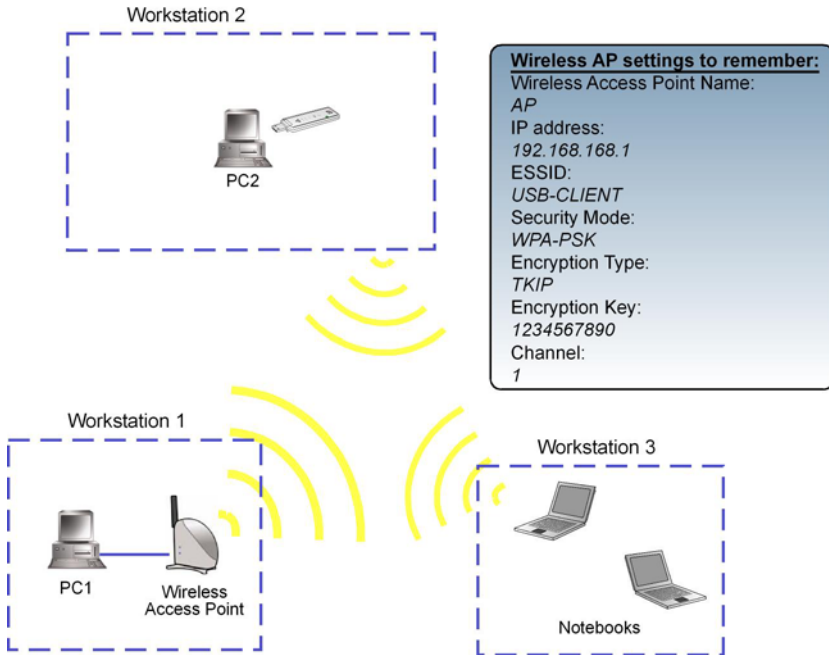 Workstation 2
PC2
Wireless AP settings to remember:
Wireless Access Point Name:
AP
IP address:
192.168.168.1
ESSID:
USB-CLIENT
Security Mode:
WPA-PSK
Encryption Type:
TKIP
Encryption Key:
1234567890
Channel:
1
Workstation 1
PC1
Wireless
Access Point
Workstation 3
Notebooks